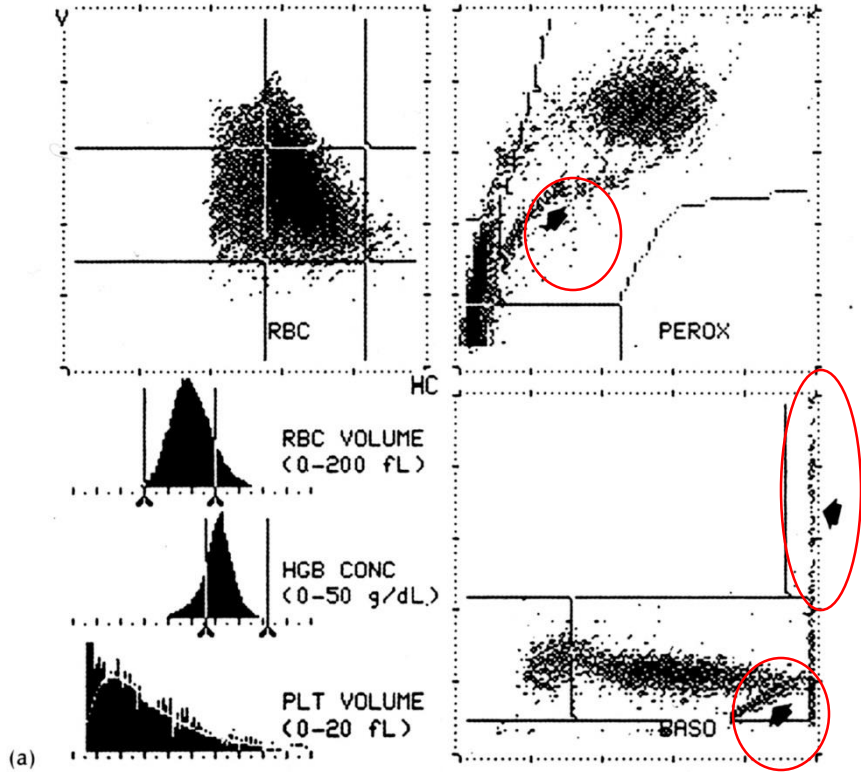 V
RBC
HC
K
PEROX
RBC VOLUME
(0-200 fL)
HGB CONC
(0-50 g/dL)
PLT VOLUME
(0-20 fL)
BASO
(a)